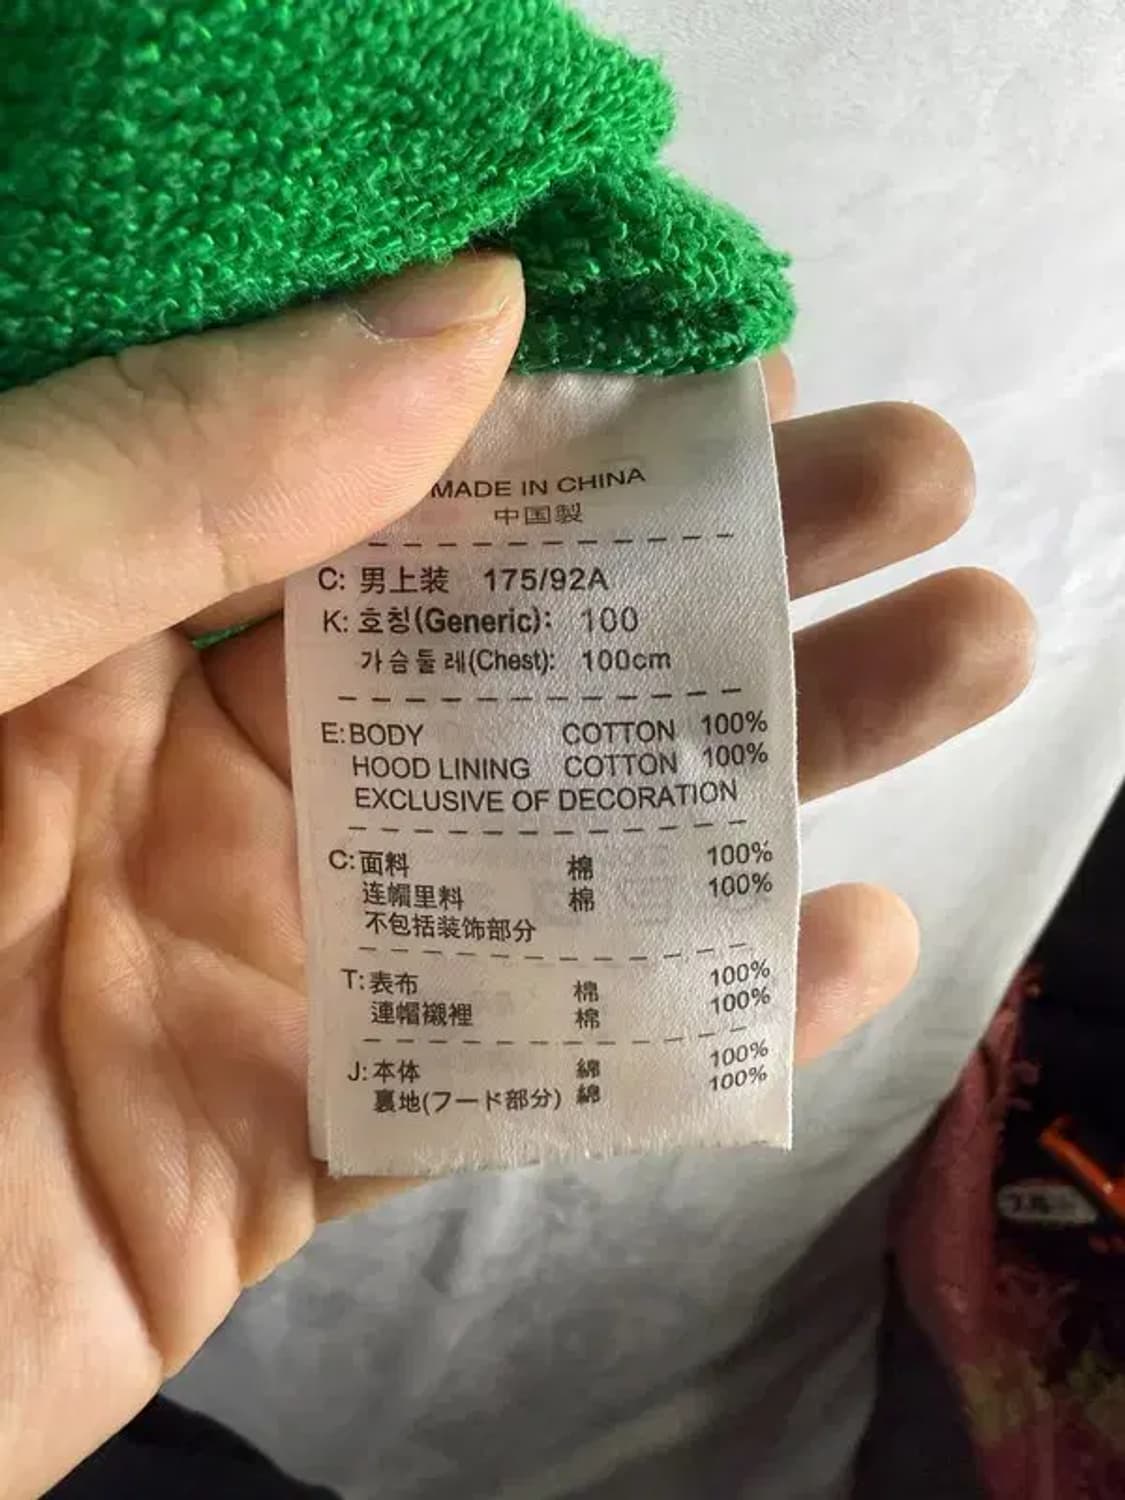 MADE IN CHINA
中国製
C: 男上装 175/92A
K: 호칭(Generic): 100
가슴둘레(Chest): 100cm
E: BODY COTTON 100%
HOOD LINING COTTON 100%
EXCLUSIVE OF DECORATION
C: 面料 棉 100%
连帽里料 棉 100%
不包括装饰部分
T: 表布 棉 100%
連帽襯裡 棉 100%
J: 本体 綿 100%
裏地(フード部分) 綿 100%